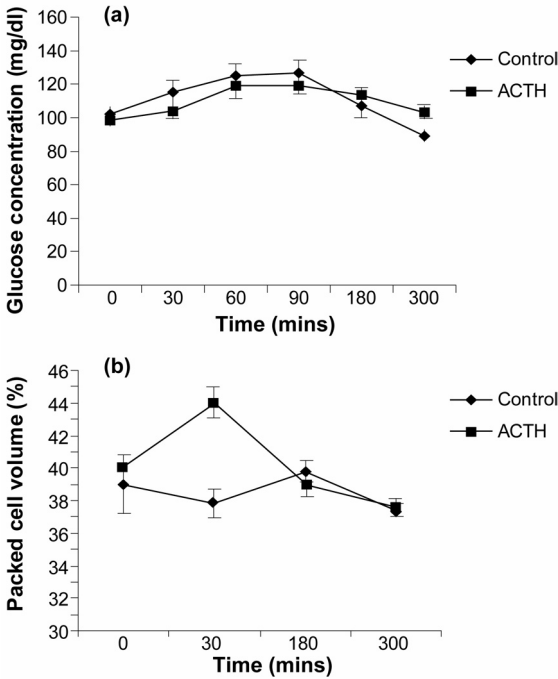 (a)
Glucose concentration (mg/dl)
160
140
120
100
80
60
40
20
0
0 30 60 90 180 300
Time (mins)
Control
ACTH
(b)
Packed cell volume (%)
46
44
42
40
38
36
34
32
30
0 30 180 300
Time (mins)
Control
ACTH